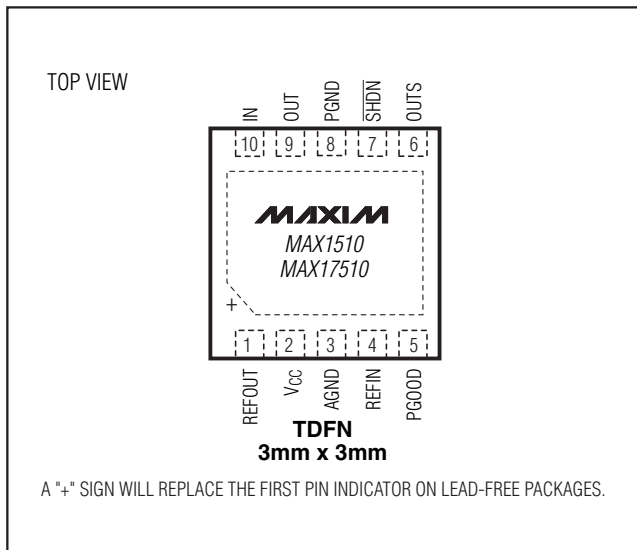 TOP VIEW
IN
OUT
PGND
SHDN
OUTS
10 9 8 7 6
MAXIM
MAX1510
MAX17510
+
1 2 3 4 5
REFOUT
VCC
AGND
REFIN
PGOOD
TDFN
3mm x 3mm
A "+" SIGN WILL REPLACE THE FIRST PIN INDICATOR ON LEAD-FREE PACKAGES.